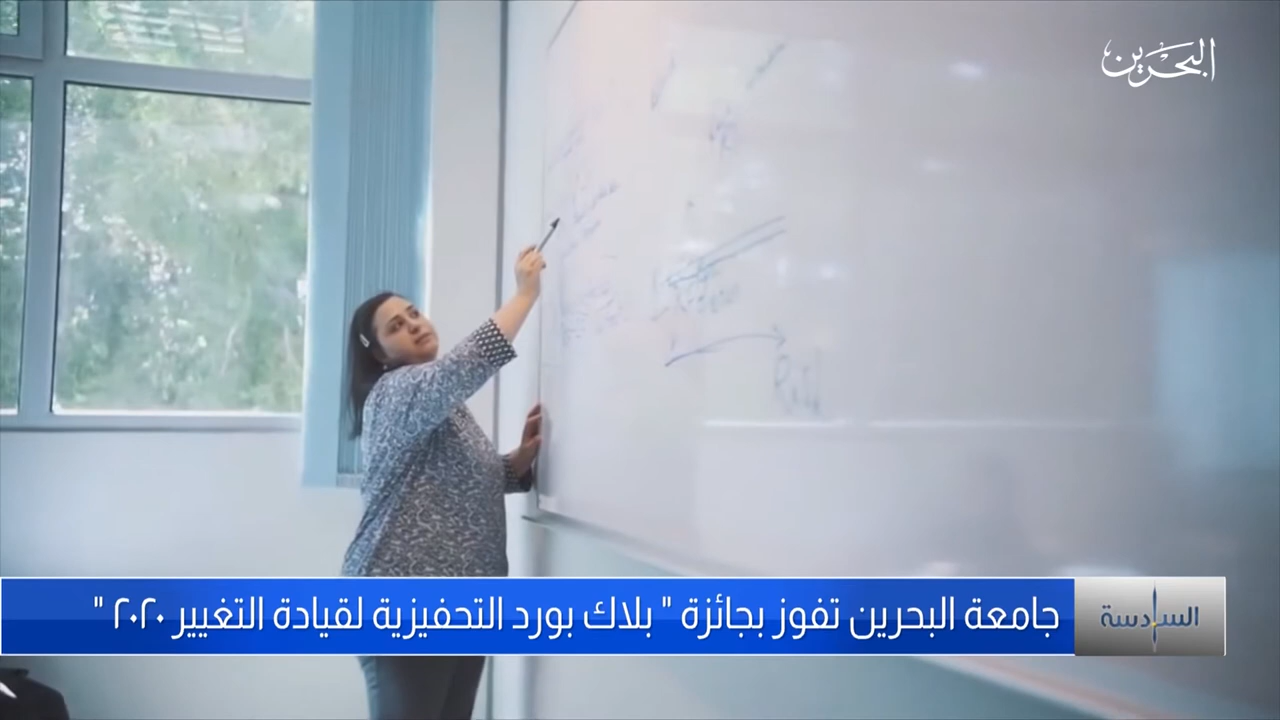 البحرين
السادسة
جامعة البحرين تفوز بجائزة " بلاك بورد التحفيزية لقيادة التغيير ٢٠٢٠ "